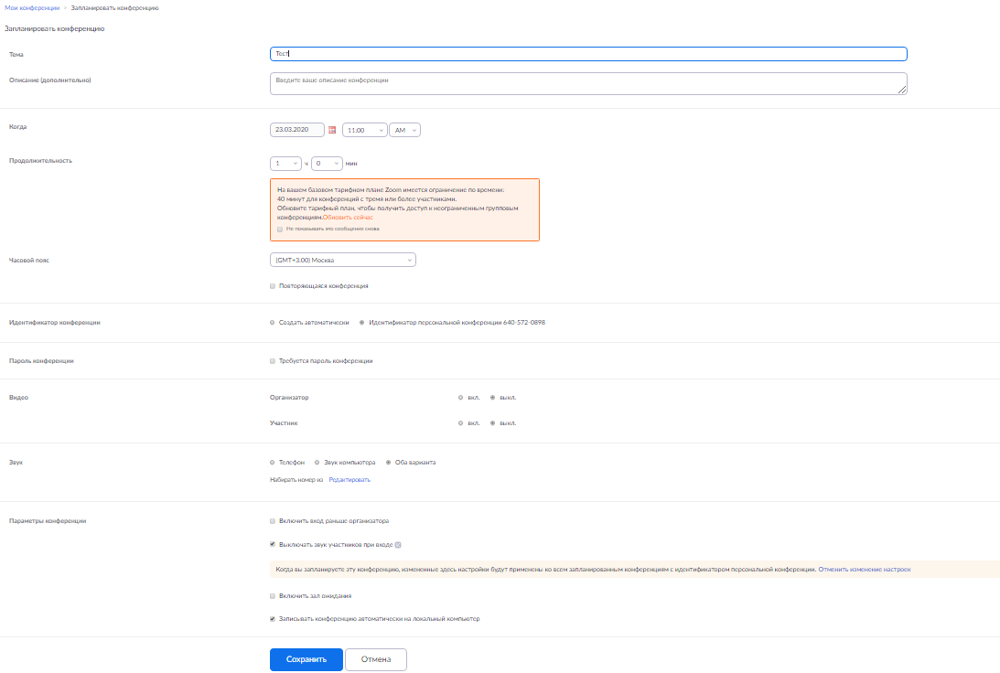 Мои конференции > Запланировать конференцию
Запланировать конференцию
Тема Тест
Описание (дополнительно) Введите ваше описание конференции
Когда 23.03.2020 11:00 AM
Продолжительность 1 ч 0 мин
На вашем базовом тарифном плане Zoom имеется ограничение по времени:
40 минут для конференций с тремя или более участниками.
Обновите тарифный план, чтобы получить доступ к неограниченным групповым
конференциям.Обновить сейчас
Не показывать это сообщение снова
Часовой пояс (GMT+3:00) Москва
Повторяющаяся конференция
Идентификатор конференции Создать автоматически Идентификатор персональной конференции 640-572-0898
Пароль конференции Требуется пароль конференции
Видео Организатор вкл. выкл.
Участник вкл. выкл.
Звук Телефон Звук компьютера Оба варианта
Набирать номер из Редактировать
Параметры конференции Включить вход раньше организатора
Выключать звук участников при входе
Когда вы запланируете эту конференцию, измененные здесь настройки будут применены ко всем запланированным конференциям с идентификатором персональной конференции. Отменить изменение настроек
Включить зал ожидания
Записывать конференцию автоматически на локальный компьютер
Сохранить Отмена